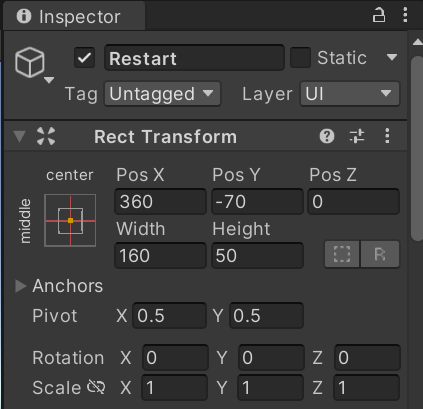 Inspector
Restart Static
Tag Untagged Layer UI
Rect Transform
center Pos X Pos Y Pos Z
middle 360 -70 0
Width Height
160 50 R
Anchors
Pivot X 0.5 Y 0.5
Rotation X 0 Y 0 Z 0
Scale X 1 Y 1 Z 1